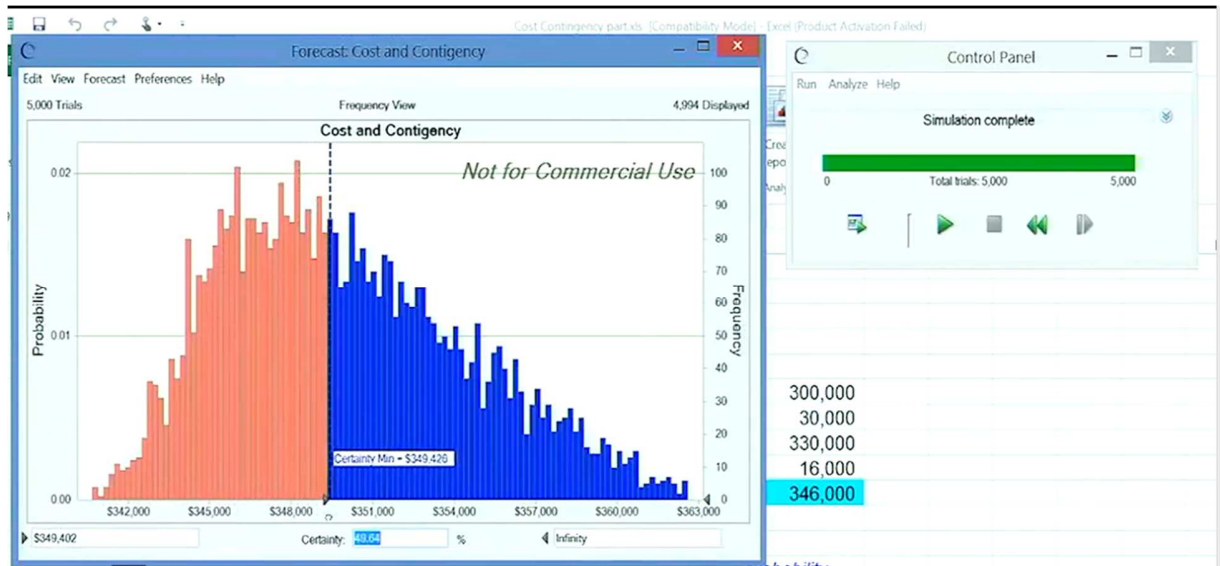 Cost Contingency part.xls [Compatibility Mode] - Excel (Product Activation Failed)
Forecast: Cost and Contigency
Edit View Forecast Preferences Help
5,000 Trials Frequency View 4,994 Displayed
Cost and Contigency
Not for Commercial Use
0.02
0.01
0.00
Probability
100
90
80
70
60
50
40
30
20
10
0
Frequency
Certainty Min = $349,426
$342,000 $345,000 $348,000 $351,000 $354,000 $357,000 $360,000 $363,000
$349,402 Certainty: 49.64 % Infinity
Control Panel
Run Analyze Help
Simulation complete
0 Total trials: 5,000 5,000
300,000
30,000
330,000
16,000
346,000